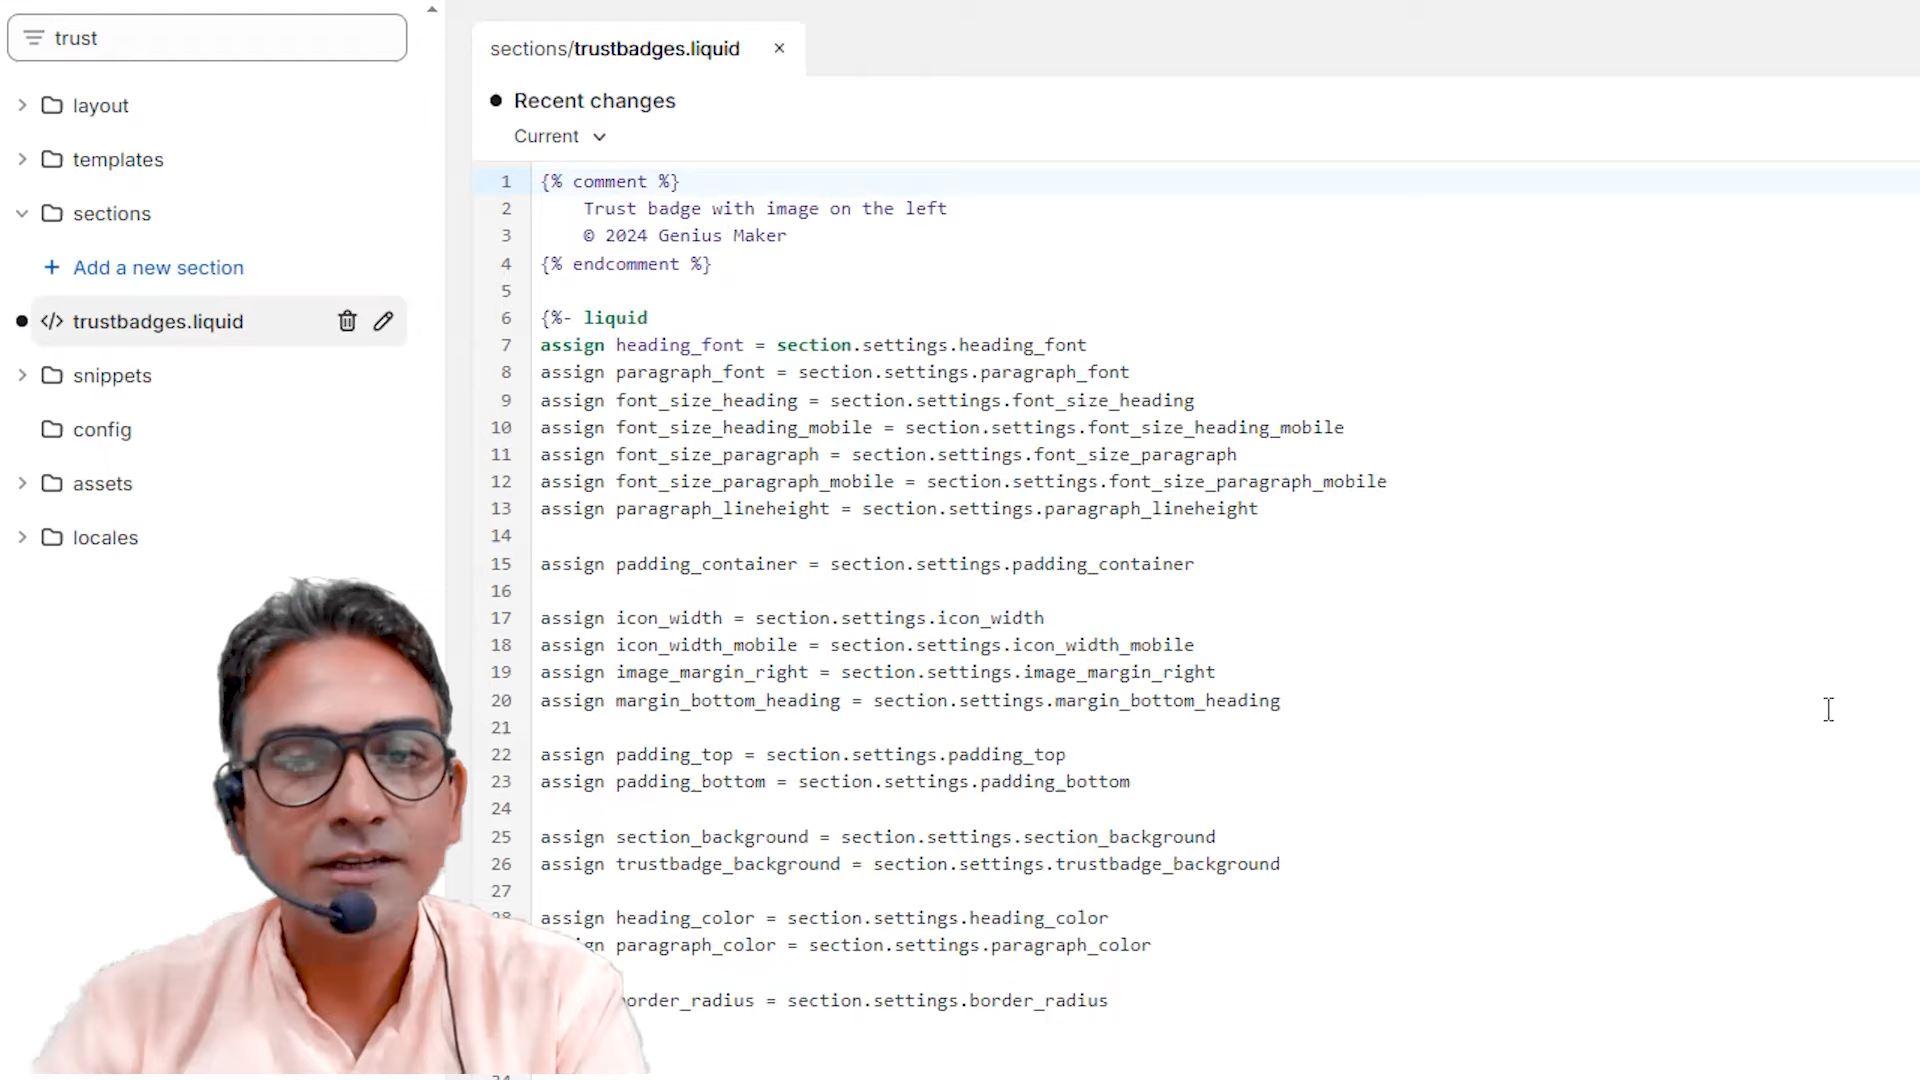 trust
layout
templates
sections
+ Add a new section
trustbadges.liquid
snippets
config
assets
locales
sections/trustbadges.liquid ×
Recent changes
Current
1 {% comment %}
2 Trust badge with image on the left
3 © 2024 Genius Maker
4 {% endcomment %}
5
6 {%- liquid
7 assign heading_font = section.settings.heading_font
8 assign paragraph_font = section.settings.paragraph_font
9 assign font_size_heading = section.settings.font_size_heading
10 assign font_size_heading_mobile = section.settings.font_size_heading_mobile
11 assign font_size_paragraph = section.settings.font_size_paragraph
12 assign font_size_paragraph_mobile = section.settings.font_size_paragraph_mobile
13 assign paragraph_lineheight = section.settings.paragraph_lineheight
14
15 assign padding_container = section.settings.padding_container
16
17 assign icon_width = section.settings.icon_width
18 assign icon_width_mobile = section.settings.icon_width_mobile
19 assign image_margin_right = section.settings.image_margin_right
20 assign margin_bottom_heading = section.settings.margin_bottom_heading
21
22 assign padding_top = section.settings.padding_top
23 assign padding_bottom = section.settings.padding_bottom
24
25 assign section_background = section.settings.section_background
26 assign trustbadge_background = section.settings.trustbadge_background
27
28 assign heading_color = section.settings.heading_color
gn paragraph_color = section.settings.paragraph_color
order_radius = section.settings.border_radius